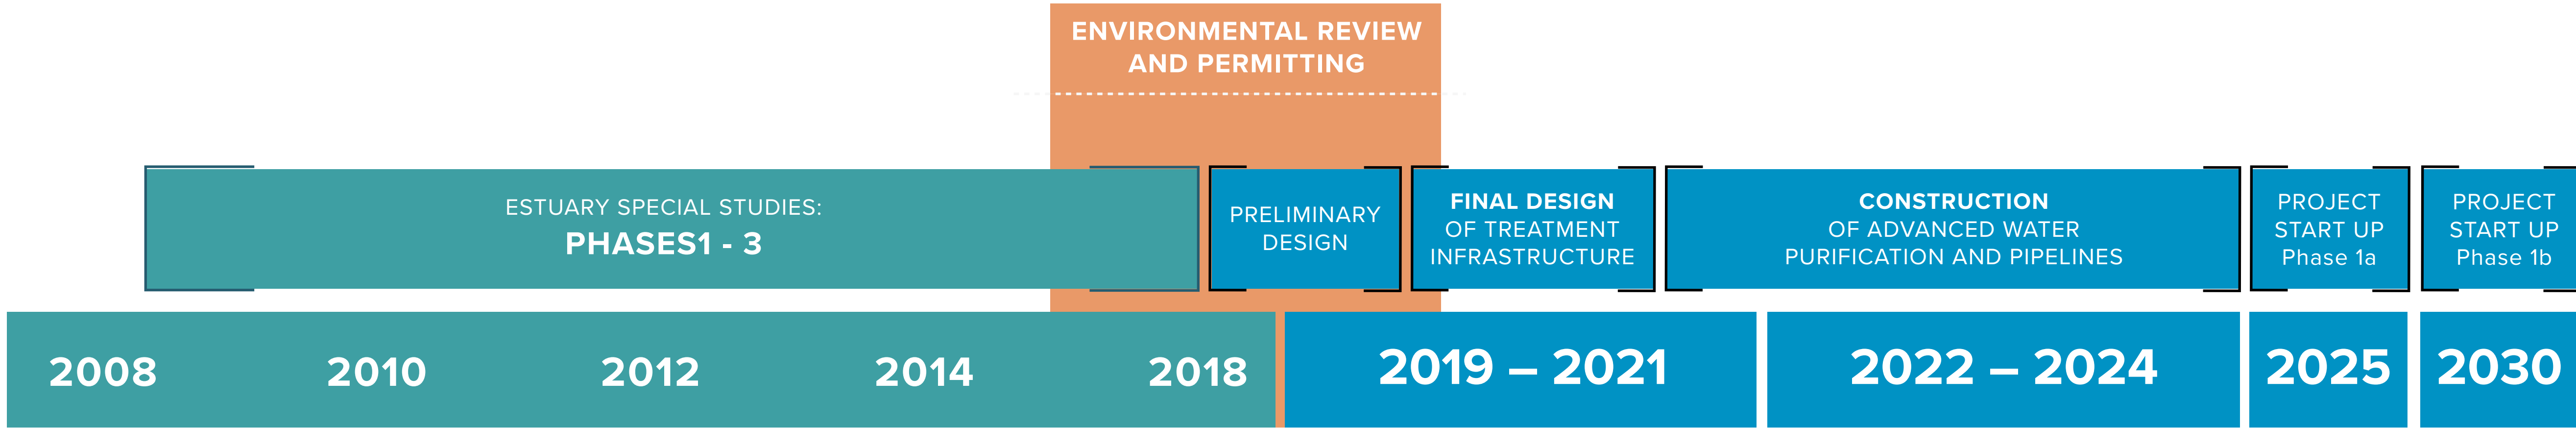 ENVIRONMENTAL REVIEW
AND PERMITTING
ESTUARY SPECIAL STUDIES:
PHASES1 - 3
PRELIMINARY
DESIGN
FINAL DESIGN
OF TREATMENT
INFRASTRUCTURE
CONSTRUCTION
OF ADVANCED WATER
PURIFICATION AND PIPELINES
PROJECT
START UP
Phase 1a
PROJECT
START UP
Phase 1b
2008
2010
2012
2014
2018
2019 – 2021
2022 – 2024
2025
2030